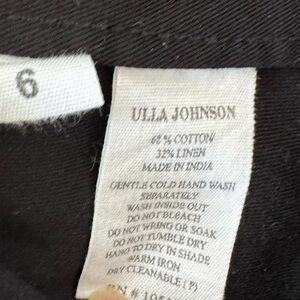 6
ULLA JOHNSON
68 % COTTON
32% LINEN
MADE IN INDIA
GENTLE COLD HAND WASH
SEPARATELY
WASH INSIDE OUT
DO NOT BLEACH
DO NOT WRING OR SOAK
DO NOT TUMBLE DRY
HANG TO DRY IN SHADE
WARM IRON
DRY CLEANABLE ( P )